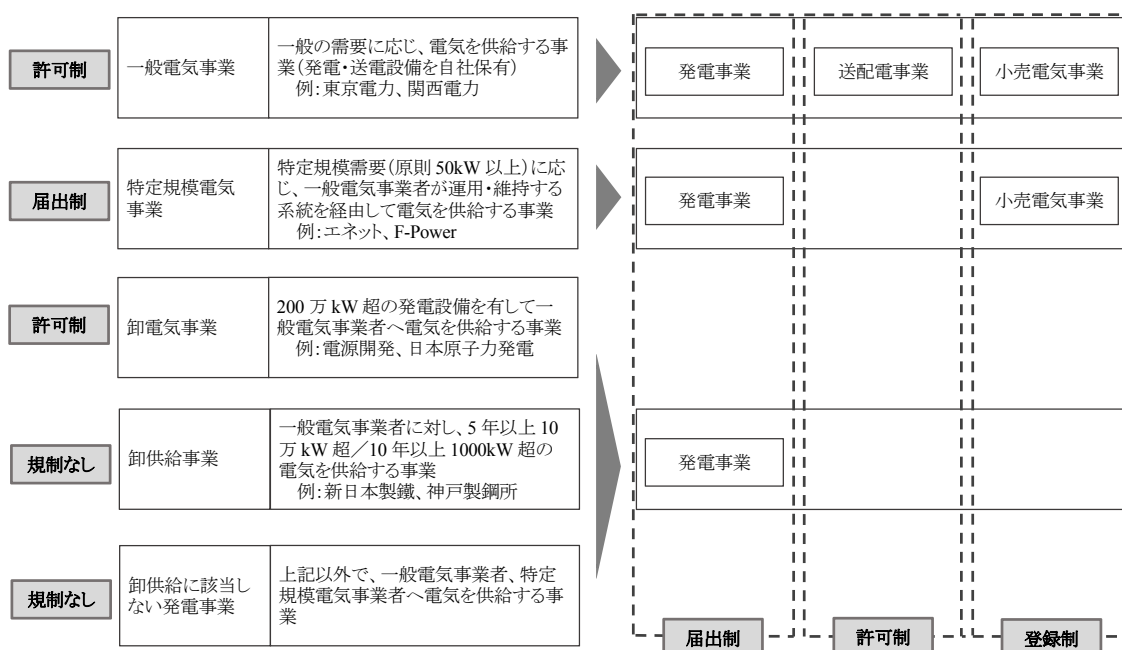 許可制
一般電気事業
一般の需要に応じ、電気を供給する事
業(発電・送電設備を自社保有)
例:東京電力、関西電力
発電事業
送配電事業
小売電気事業
届出制
特定規模電気
事業
特定規模需要(原則 50kW 以上)に応
じ、一般電気事業者が運用・維持する
系統を経由して電気を供給する事業
例:エネット、F-Power
発電事業
小売電気事業
許可制
卸電気事業
200 万 kW 超の発電設備を有して一
般電気事業者へ電気を供給する事業
例:電源開発、日本原子力発電
規制なし
卸供給事業
一般電気事業者に対し、5 年以上 10
万 kW 超/10 年以上 1000kW 超の
電気を供給する事業
例:新日本製鐵、神戸製鋼所
発電事業
規制なし
卸供給に該当し
ない発電事業
上記以外で、一般電気事業者、特定
規模電気事業者へ電気を供給する事
業
届出制
許可制
登録制